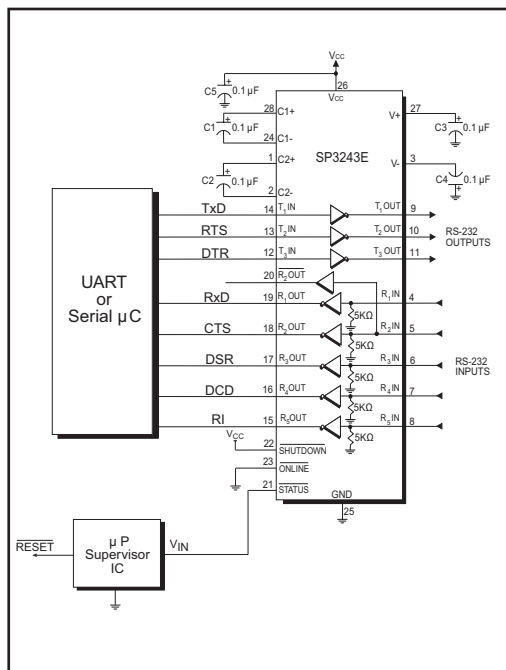 VCC
26
VCC
C5
+
0.1 µF
28
C1+
C1
+
0.1 µF
24
C1-
1
C2+
C2
+
0.1 µF
2
C2-
V+
27
C3
+
0.1 µF
SP3243E
V-
3
C4
0.1 µF
+
UART
or
Serial µC
TxD
14
T1 IN
T1 OUT
9
RTS
13
T2 IN
T2 OUT
10
DTR
12
T3 IN
T3 OUT
11
RS-232
OUTPUTS
20
R2 OUT
RxD
19
R1 OUT
R1 IN
4
5KΩ
CTS
18
R2 OUT
R2 IN
5
5KΩ
DSR
17
R3 OUT
R3 IN
6
5KΩ
RS-232
INPUTS
DCD
16
R4 OUT
R4 IN
7
5KΩ
RI
15
R5 OUT
R5 IN
8
5KΩ
VCC
22
SHUTDOWN
23
ONLINE
21
STATUS
GND
25
RESET
µ P
Supervisor
IC
VIN